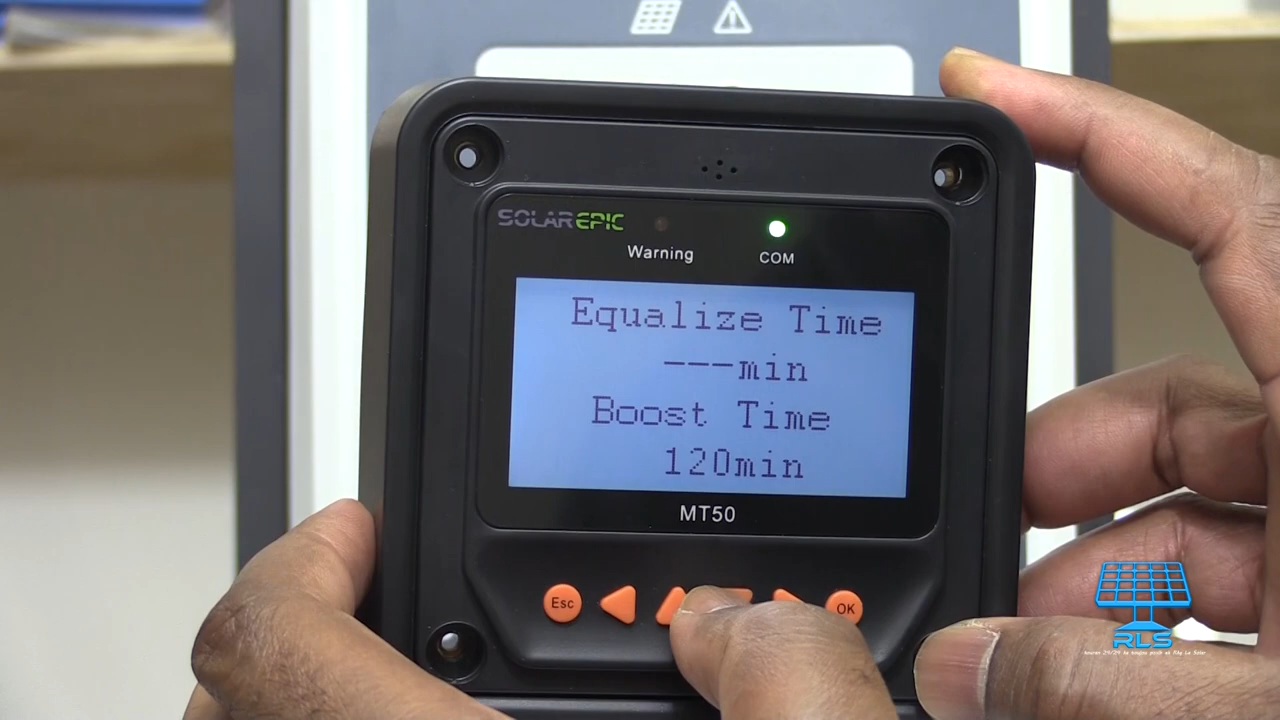 SOLAREPIC
Warning
COM
Equalize Time
---min
Boost Time
120min
MT50
Esc
OK
RLS